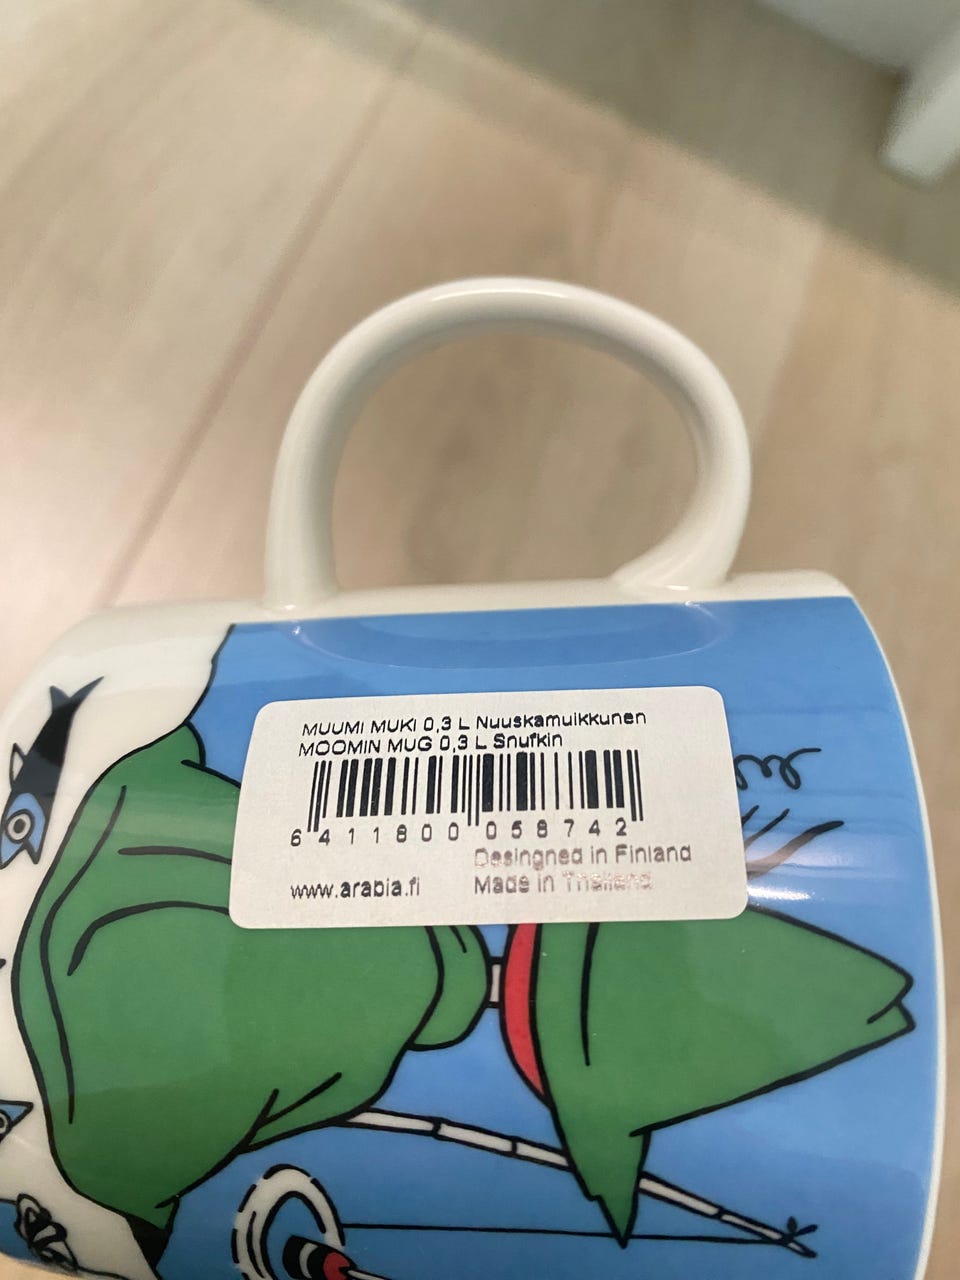 MUUMI MUKI 0,3 L Nuuskamuikkunen
MOOMIN MUG 0,3 L Snufkin
6 411800 058742
Desingned in Finland
www.arabia.fi Made in Thailand